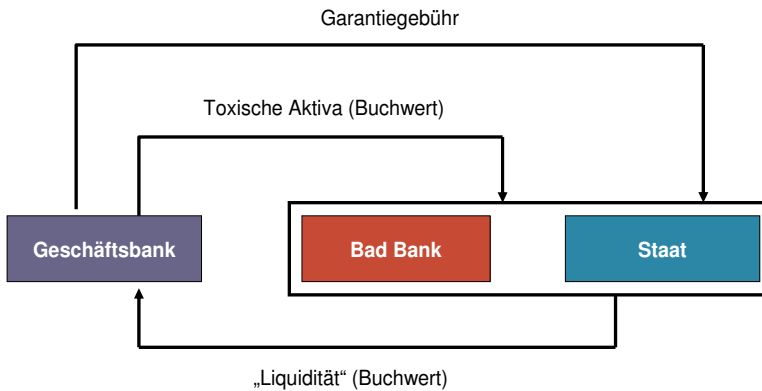 Garantiegebühr
Toxische Aktiva (Buchwert)
Geschäftsbank
Bad Bank
Staat
„Liquidität“ (Buchwert)